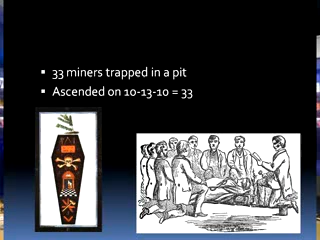 33 miners trapped in a pit
Ascended on 10-13-10 = 33